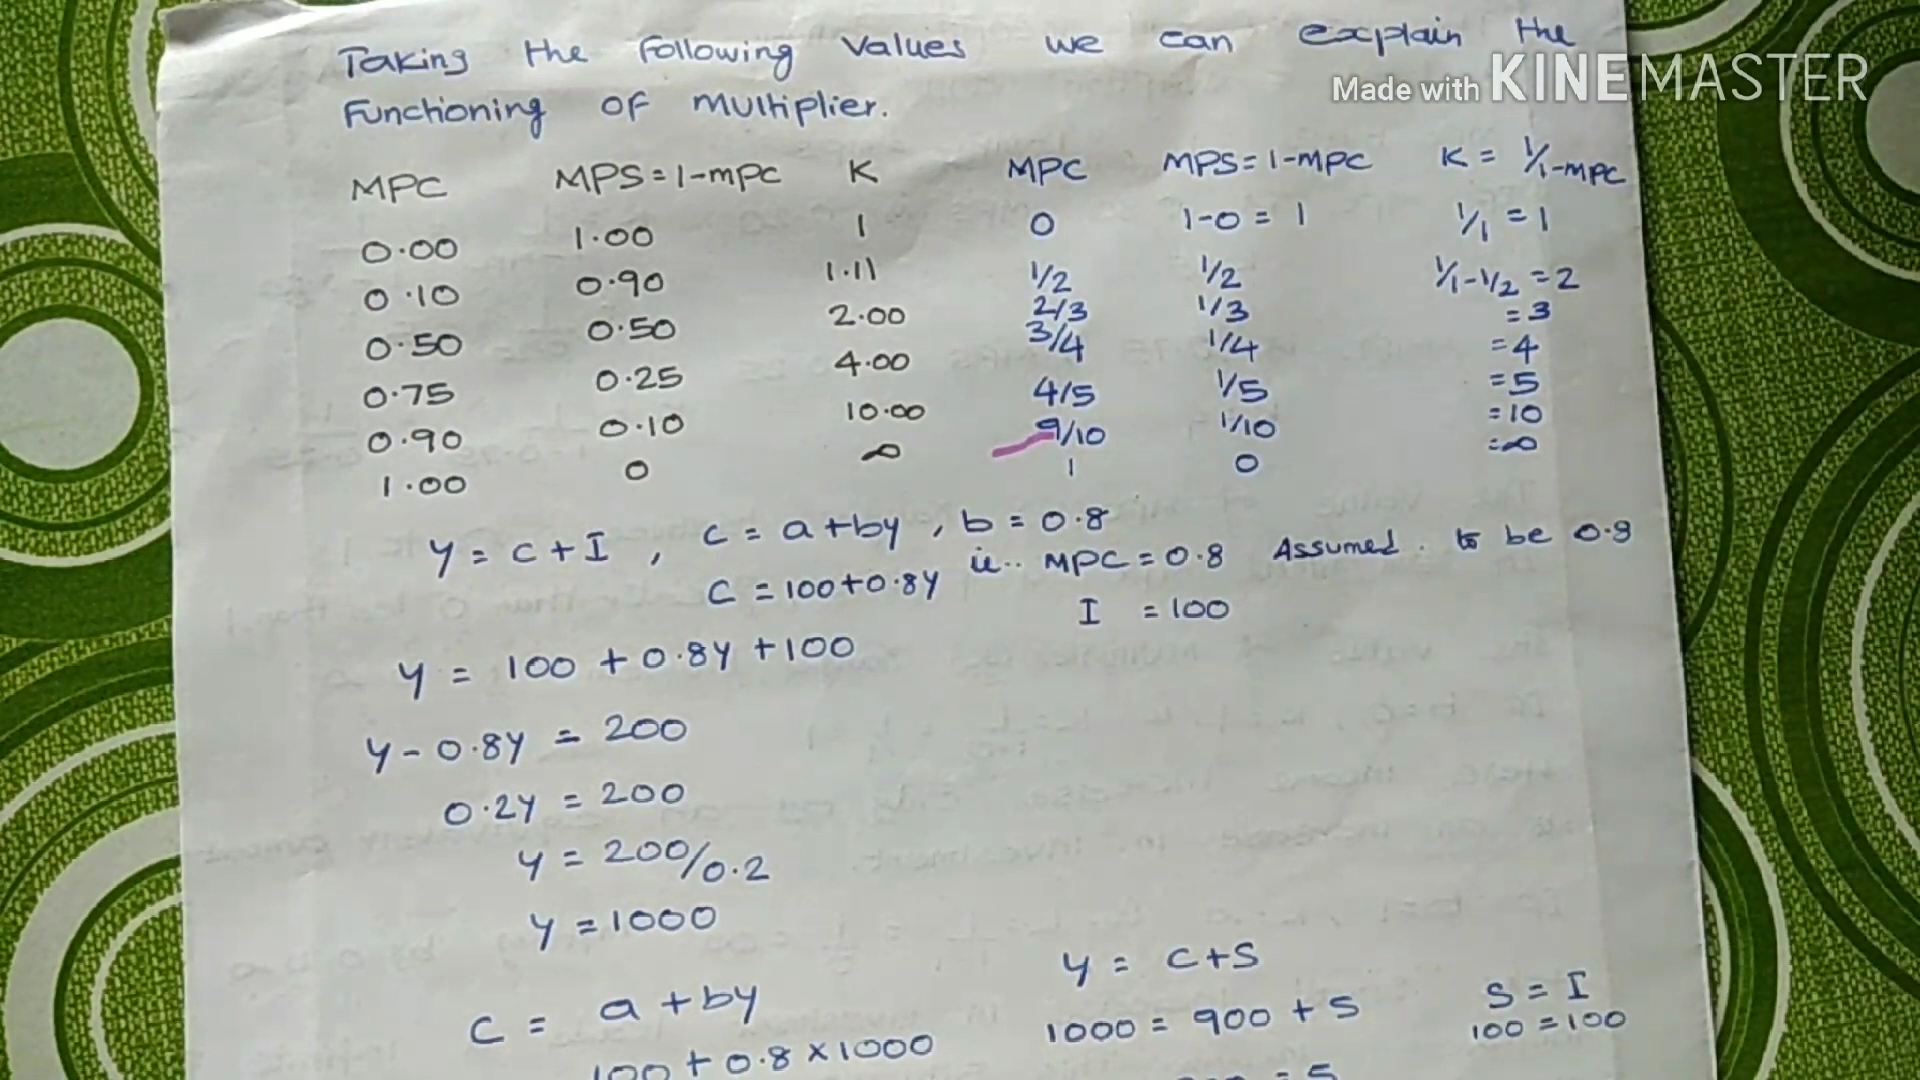 Taking the Following Values we can explain the
Functioning of multiplier.
Made with KINEMASTER
MPC MPS = 1-mpc K MPC MPS = 1-MPC K = 1/1-MPC
0.00 1.00 1 0 1-0 = 1 1/1 = 1
0.10 0.90 1.11 1/2 1/2 1/1-1/2 = 2
0.50 0.50 2.00 2/3 1/3 = 3
0.75 0.25 4.00 3/4 1/4 = 4
0.90 0.10 10.00 4/5 1/5 = 5
1.00 0 ∞ 9/10 1/10 = 10
1 0 = ∞
Y = C + I , C = a + by , b = 0.8
C = 100 + 0.8Y ie.. MPC = 0.8 Assumed. to be 0.8
I = 100
Y = 100 + 0.8Y + 100
Y - 0.8Y = 200
0.2Y = 200
Y = 200/0.2
Y = 1000
Y = C + S
C = a + by S = I
1000 = 900 + S 100 = 100
100 + 0.8 x 1000
= S